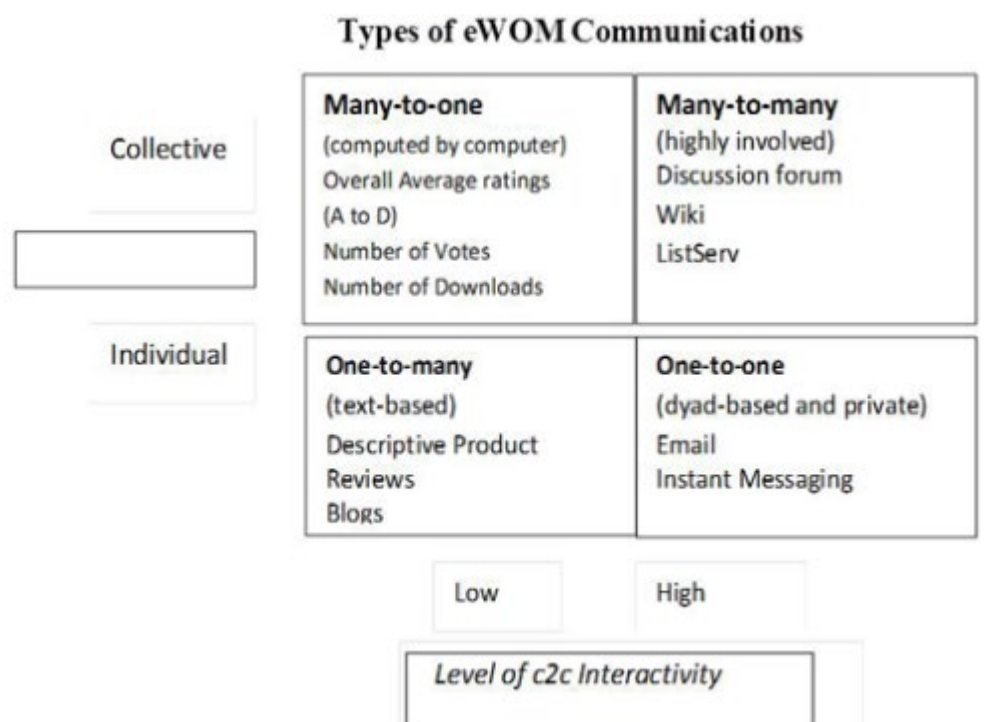 Types of eWOM Communications
Collective
Many-to-one
(computed by computer)
Overall Average ratings
(A to D)
Number of Votes
Number of Downloads
Many-to-many
(highly involved)
Discussion forum
Wiki
ListServ
Individual
One-to-many
(text-based)
Descriptive Product
Reviews
Blogs
One-to-one
(dyad-based and private)
Email
Instant Messaging
Low
High
Level of c2c Interactivity